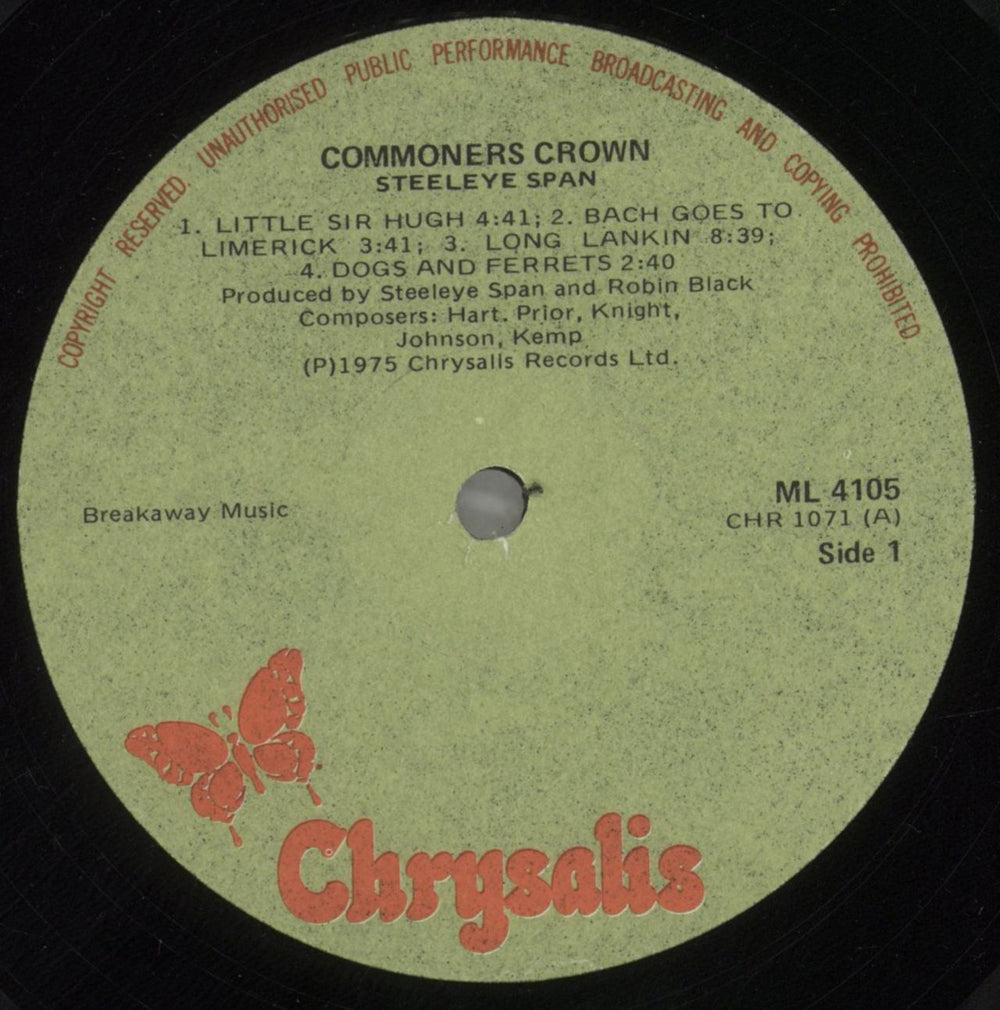 COPYRIGHT RESERVED. UNAUTHORISED PUBLIC PERFORMANCE BROADCASTING AND COPYING PROHIBITED.
COMMONERS CROWN
STEELEYE SPAN
1. LITTLE SIR HUGH 4:41; 2. BACH GOES TO
LIMERICK 3:41; 3. LONG LANKIN 8:39;
4. DOGS AND FERRETS 2:40
Produced by Steeleye Span and Robin Black
Composers: Hart. Prior, Knight,
Johnson, Kemp
(P)1975 Chrysalis Records Ltd.
Breakaway Music
ML 4105
CHR 1071 (A)
Side 1
Chrysalis